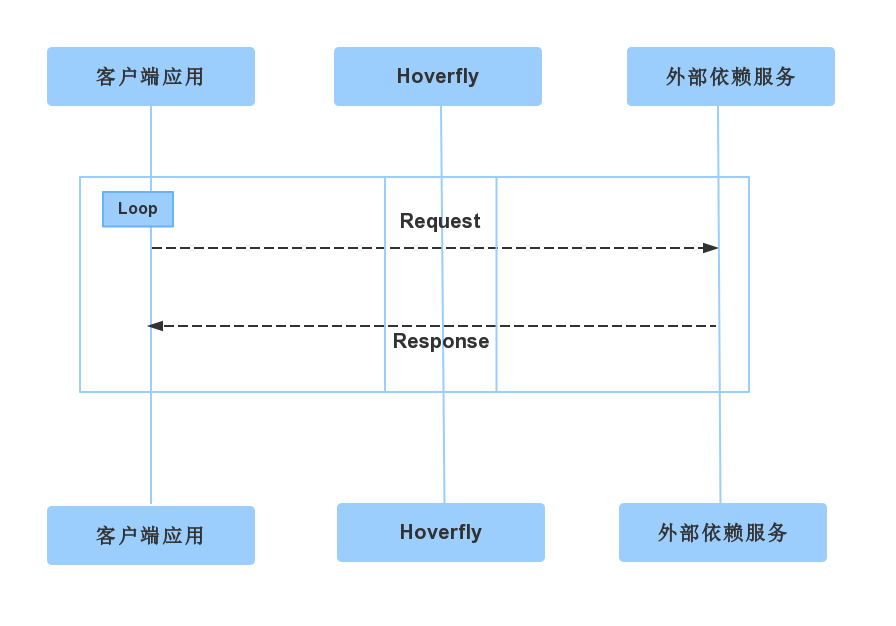 客户端应用
Hoverfly
外部依赖服务
Loop
Request
Response
客户端应用
Hoverfly
外部依赖服务